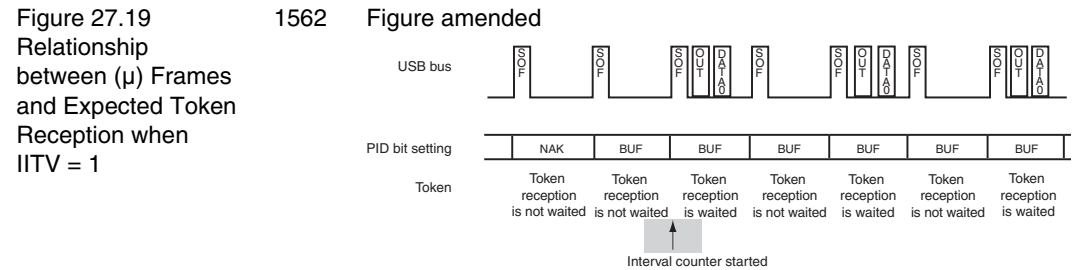 Figure 27.19
Relationship
between (μ) Frames
and Expected Token
Reception when
IITV = 1
1562
Figure amended
USB bus
SOF SOF SOF OUT DATA0 SOF SOF OUT DATA0 SOF SOF OUT DATA0
PID bit setting
NAK BUF BUF BUF BUF BUF BUF
Token
Token Token Token Token Token Token Token
reception reception reception reception reception reception reception
is not waited is not waited is waited is not waited is waited is not waited is waited
Interval counter started